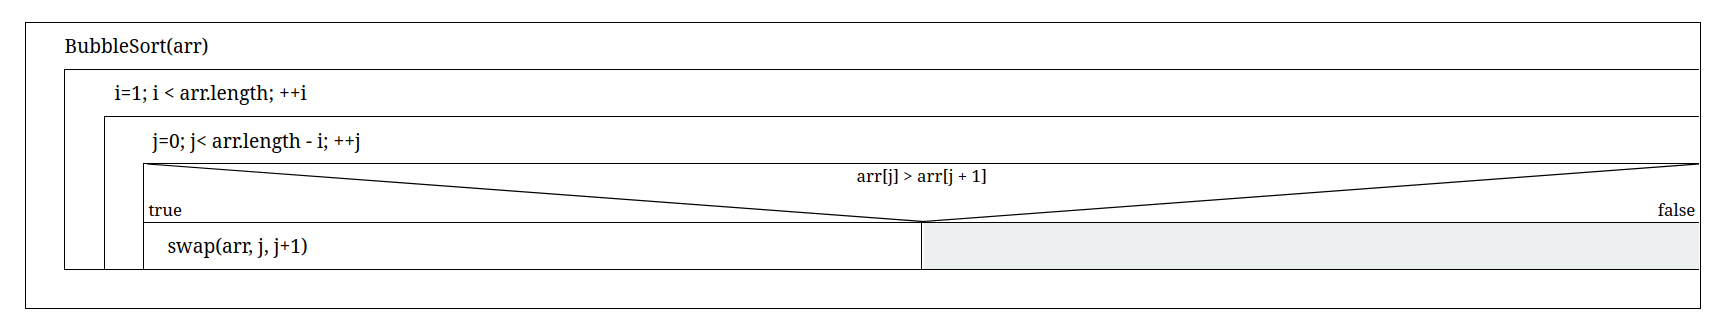 BubbleSort(arr)
i=1; i < arr.length; ++i
j=0; j< arr.length - i; ++j
arr[j] > arr[j + 1]
true
false
swap(arr, j, j+1)